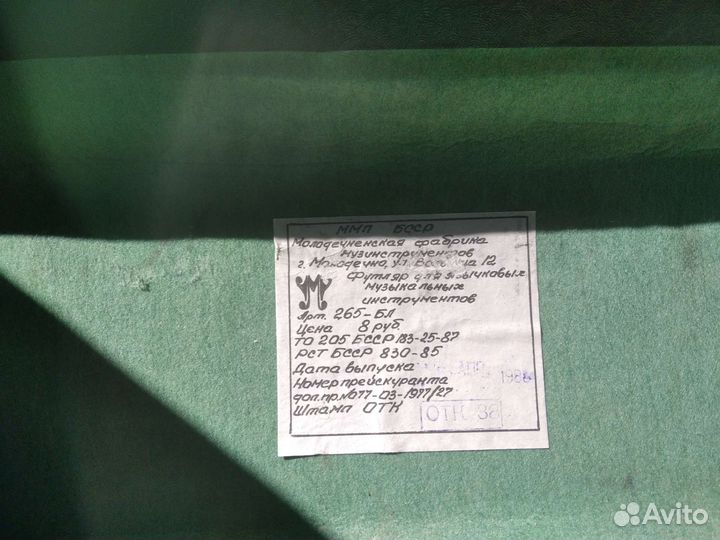 ММП БССР
Молодечненская фабрика
музинструментов
г. Молодечно, ул. 12
Футляр для язычковых
музыкальных
инструментов
М
Арт. 265-БЛ
Цена 8 руб.
ТО 205 БССР 183-25-87
РСТ БССР 830-85
Дата выпуска 1988
Номер прейскуранта
доп.пр.№077-03-1977/27
Штамп ОТК
ОТК 38
Avito